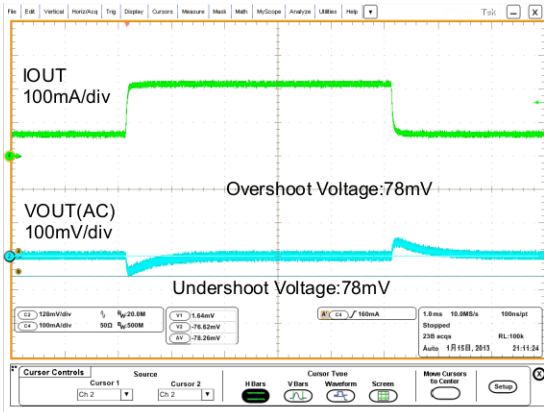 File Edit Vertical Horiz/Acq Trig Display Cursors Measure Mask Math MyScope Analyze Utilities Help
Tek
IOUT
100mA/div
Overshoot Voltage:78mV
VOUT(AC)
100mV/div
Undershoot Voltage:78mV
C2 128mV/div BW:20.0M
C4 100mA/div 50Ω BW:500M
V1 1.64mV
V2 -76.62mV
ΔV -78.26mV
A' C4 160mA
1.0ms 10.0MS/s 100ns/pt
Stopped
238 acqs RL:100k
Auto 1月15日, 2013 21:11:24
Cursor Controls
Source
Cursor 1
Ch 2
Cursor 2
Ch 2
Cursor Type
H Bars V Bars Waveform Screen
Move Cursors
to Center
Setup